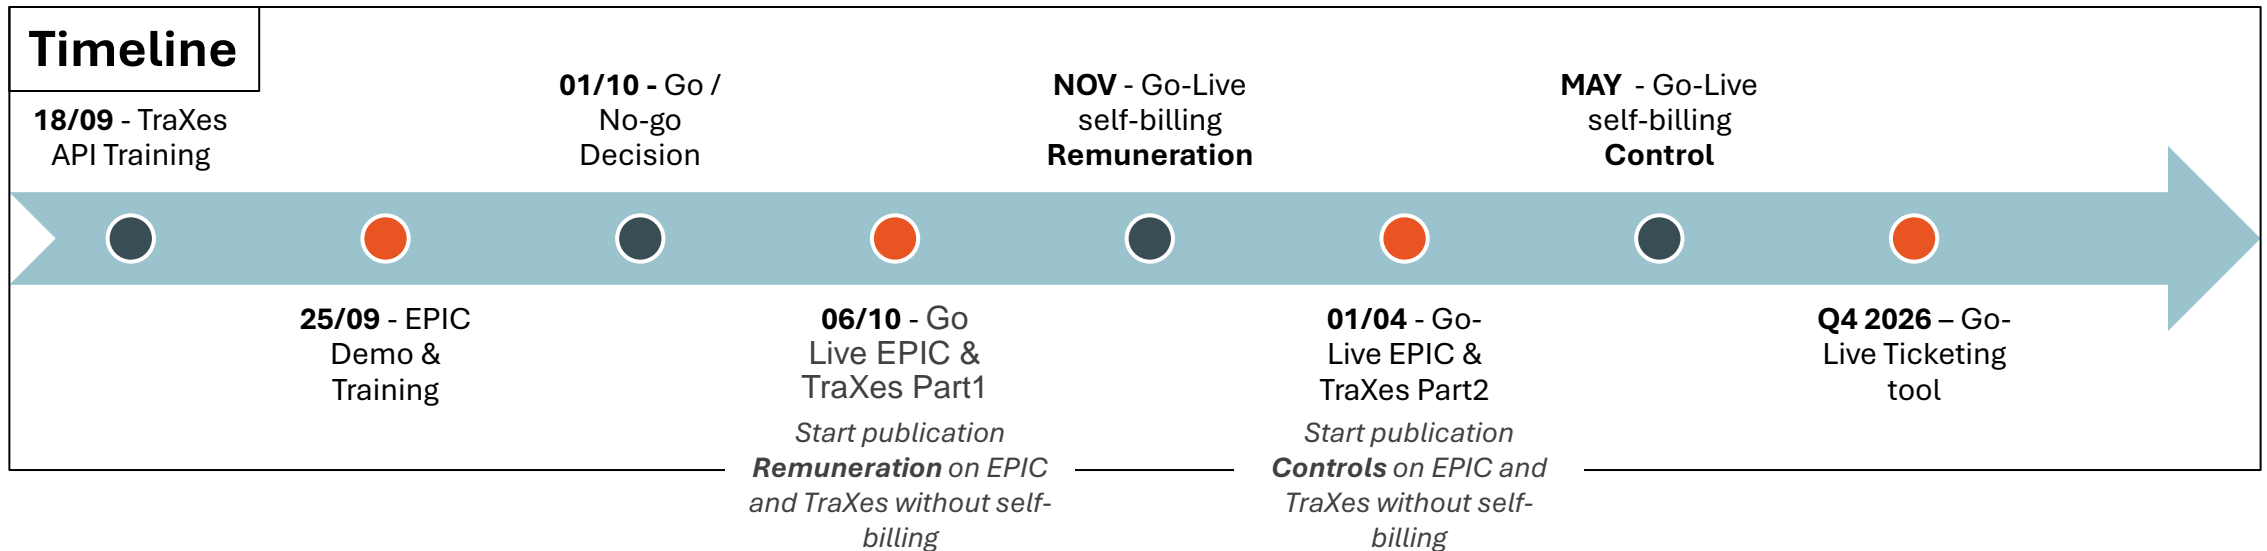 Timeline
18/09 - TraXes
API Training
25/09 - EPIC
Demo &
Training
01/10 - Go /
No-go
Decision
06/10 - Go
Live EPIC &
TraXes Part1
Start publication
Remuneration on EPIC
and TraXes without self-
billing
NOV - Go-Live
self-billing
Remuneration
01/04 - Go-
Live EPIC &
TraXes Part2
Start publication
Controls on EPIC and
TraXes without self-
billing
MAY  - Go-Live
self-billing
Control
Q4 2026 – Go-
Live Ticketing
tool